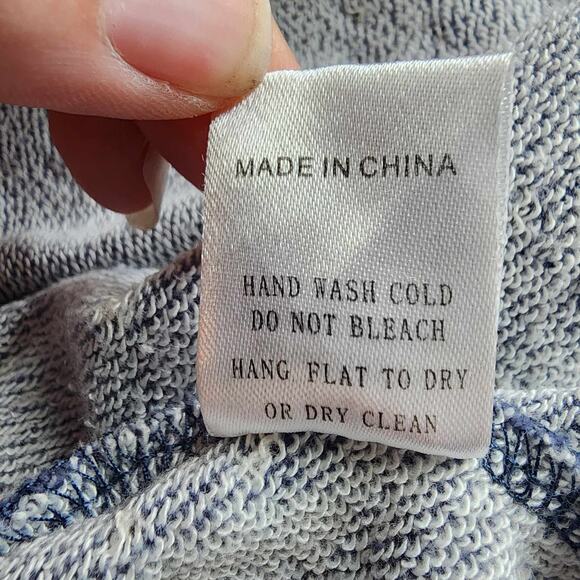 MADE IN CHINA
HAND WASH COLD
DO NOT BLEACH
HANG FLAT TO DRY
OR DRY CLEAN